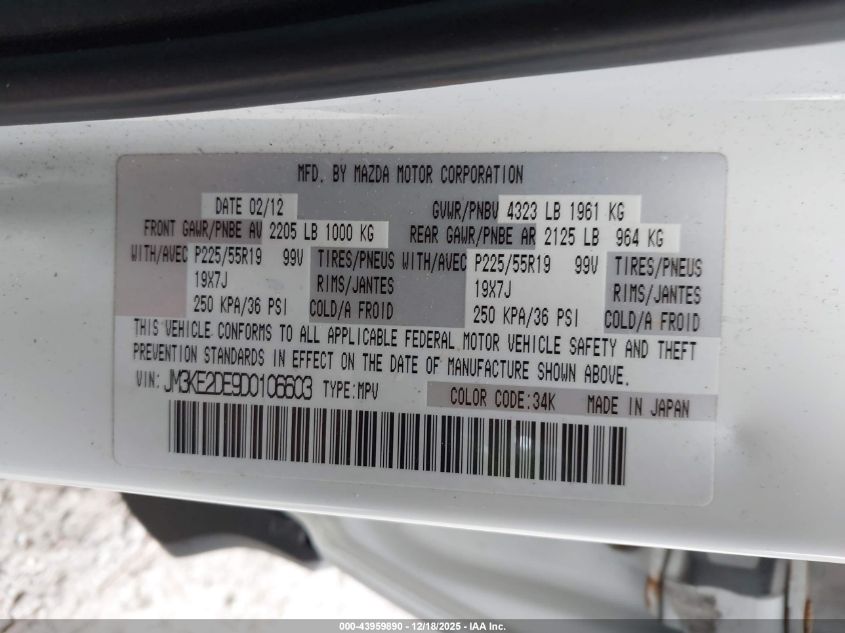 MFD. BY MAZDA MOTOR CORPORATION
DATE 02/12 GVWR/PNBV 4323 LB 1961 KG
FRONT GAWR/PNBE AV 2205 LB 1000 KG REAR GAWR/PNBE AR 2125 LB 964 KG
WITH/AVEC P225/55R19 99V TIRES/PNEUS WITH/AVEC P225/55R19 99V TIRES/PNEUS
19X7J RIMS/JANTES 19X7J RIMS/JANTES
250 KPA/36 PSI COLD/A FROID 250 KPA/36 PSI COLD/A FROID
THIS VEHICLE CONFORMS TO ALL APPLICABLE FEDERAL MOTOR VEHICLE SAFETY AND THEFT
PREVENTION STANDARDS IN EFFECT ON THE DATE OF MANUFACTURE SHOWN ABOVE.
VIN: JM3KE2DE9D0106603 TYPE:MPV COLOR CODE:34K MADE IN JAPAN
000-43959890 - 12/18/2025 - IAA Inc.